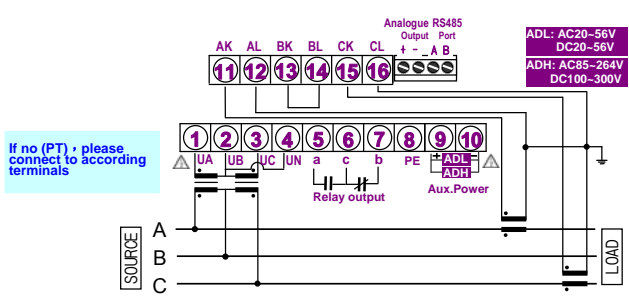 Analogue RS485
Output Port
+ - A B
AK AL BK BL CK CL
11 12 13 14 15 16
ADL: AC20~56V
DC20~56V
ADH: AC85~264V
DC100~300V
1 2 3 4 5 6 7 8 9 10
If no (PT)，please
connect to according
terminals
UA UB UC UN a c b PE + ADL -
ADH
Relay output
Aux.Power
SOURCE
A
B
C
LOAD